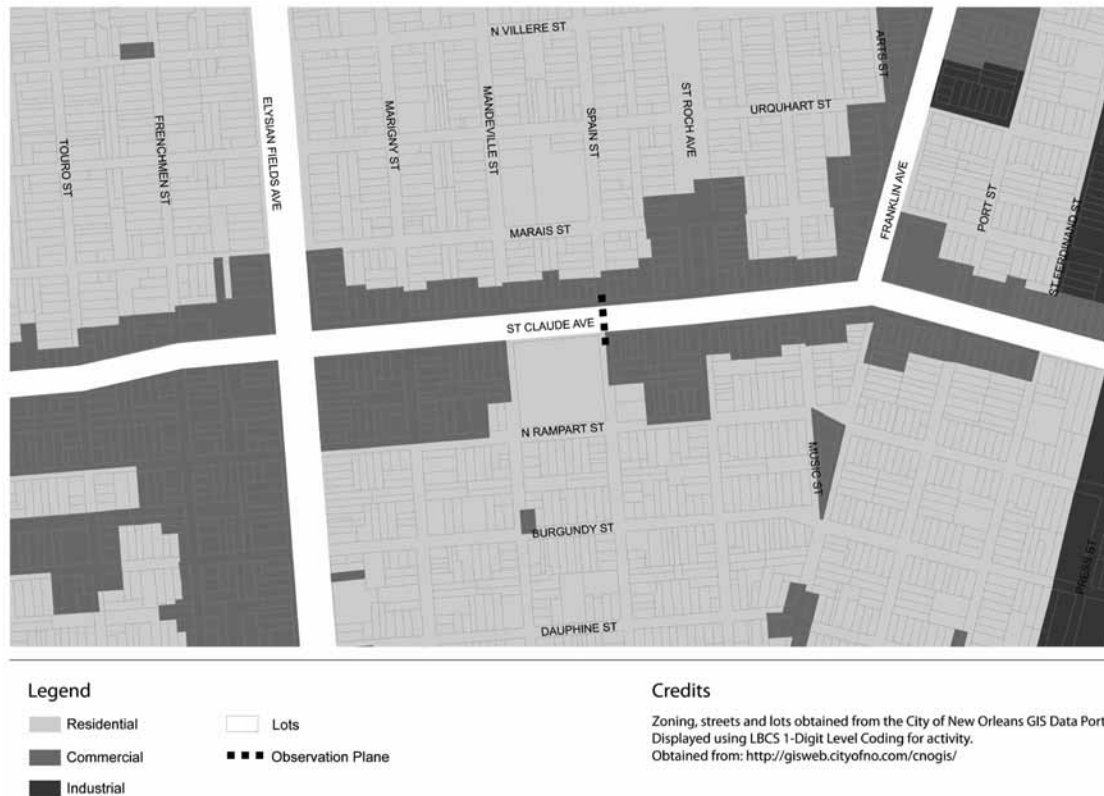 N VILLERE ST
ARTS ST
ELYSIAN FIELDS AVE
MARIGNY ST
MANDEVILLE ST
SPAIN ST
ST ROCH AVE
URQUHART ST
TOURO ST
FRENCHMEN ST
FRANKLIN AVE
PORT ST
ST FERDINAND ST
MARAIS ST
ST CLAUDE AVE
N RAMPART ST
MUSIC ST
BURGUNDY ST
PRESS ST
DAUPHINE ST
Legend
Residential
Commercial
Industrial
Lots
Observation Plane
Credits
Zoning, streets and lots obtained from the City of New Orleans GIS Data Port
Displayed using LBCS 1-Digit Level Coding for activity.
Obtained from: http://gisweb.cityofno.com/cnogis/